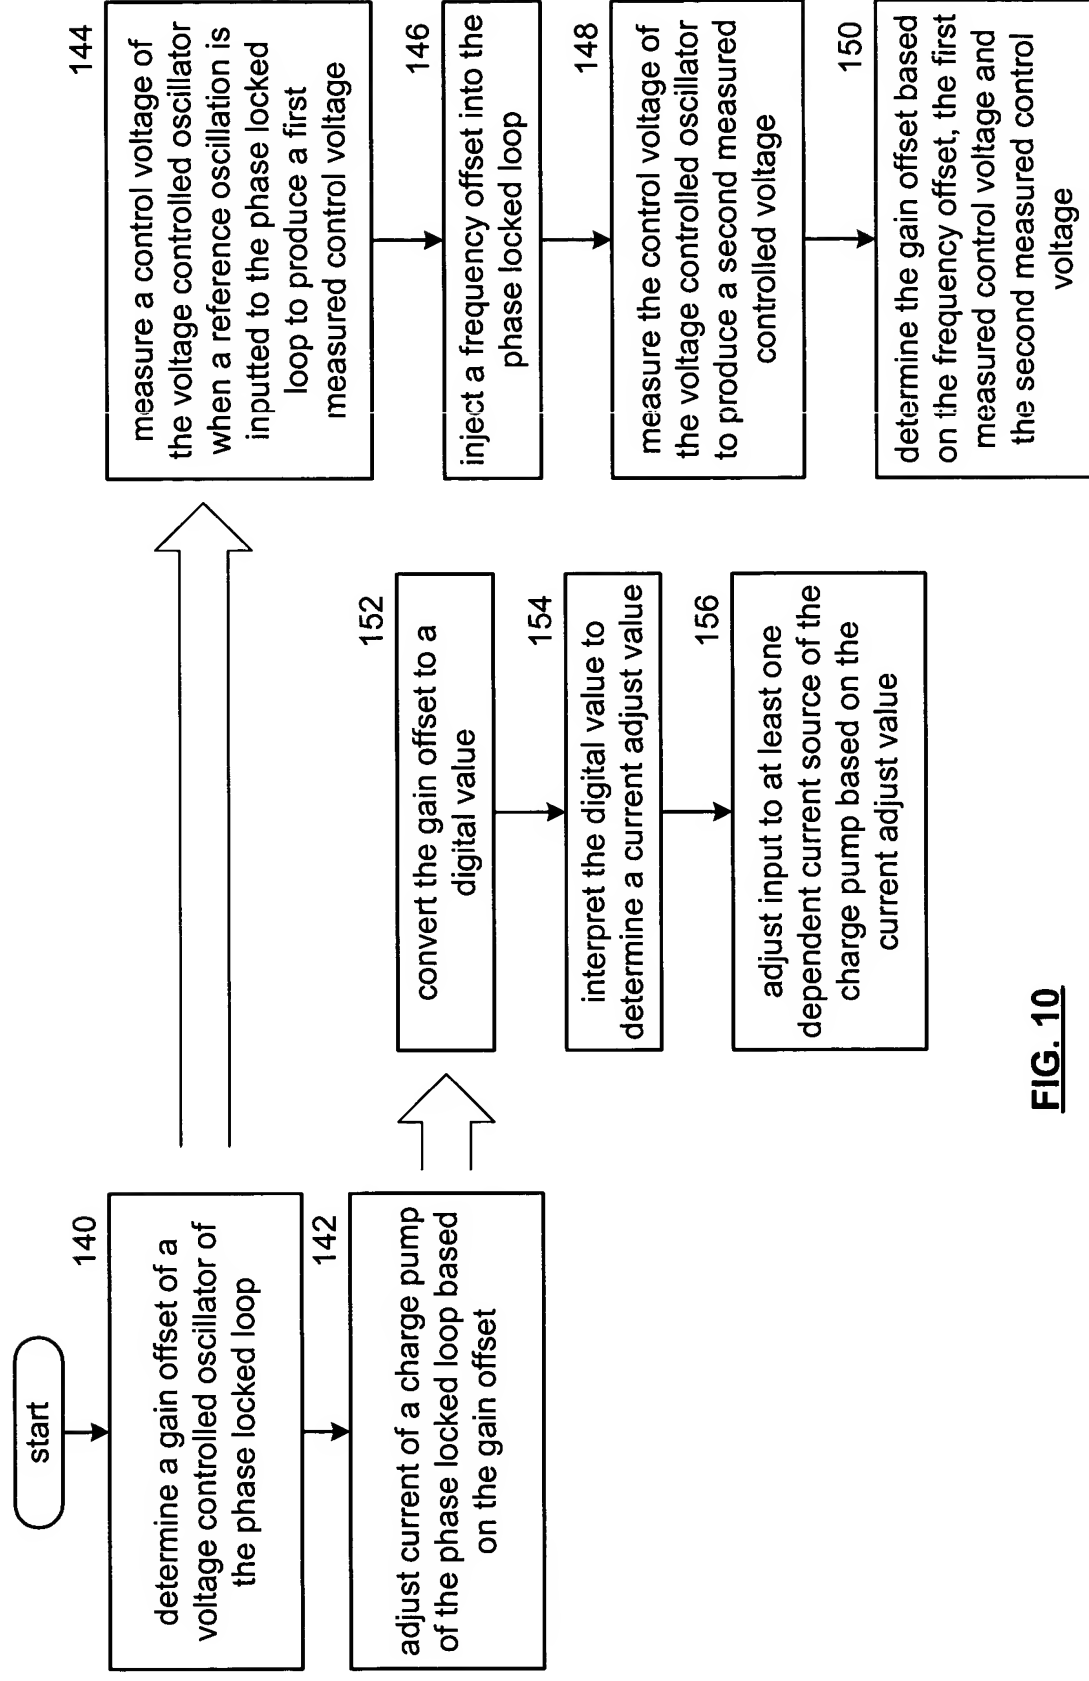 start
140
determine a gain offset of a
voltage controlled oscillator of
the phase locked loop
142
adjust current of a charge pump
of the phase locked loop based
on the gain offset
144
measure a control voltage of
the voltage controlled oscillator
when a reference oscillation is
inputted to the phase locked
loop to produce a first
measured control voltage
146
inject a frequency offset into the
phase locked loop
148
measure the control voltage of
the voltage controlled oscillator
to produce a second measured
controlled voltage
150
determine the gain offset based
on the frequency offset, the first
measured control voltage and
the second measured control
voltage
152
convert the gain offset to a
digital value
154
interpret the digital value to
determine a current adjust value
156
adjust input to at least one
dependent current source of the
charge pump based on the
current adjust value
FIG. 10